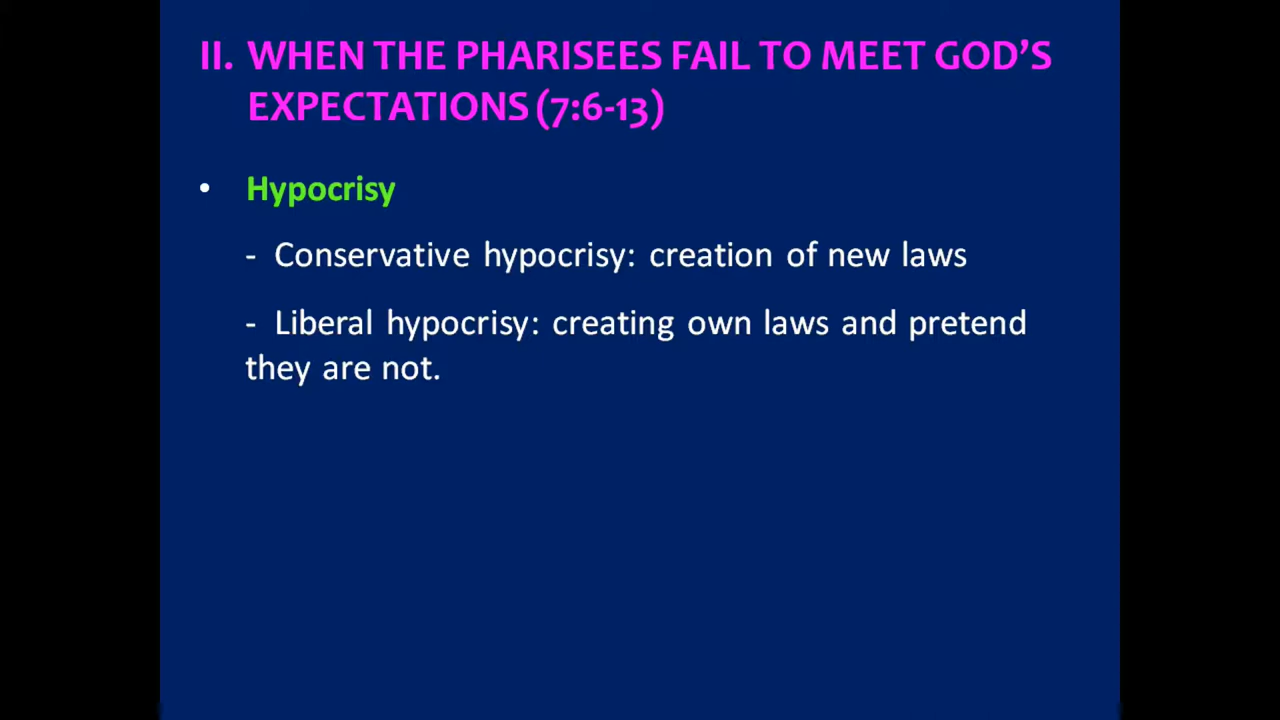 II. WHEN THE PHARISEES FAIL TO MEET GOD’S
EXPECTATIONS (7:6-13)
• Hypocrisy
- Conservative hypocrisy: creation of new laws
- Liberal hypocrisy: creating own laws and pretend
they are not.